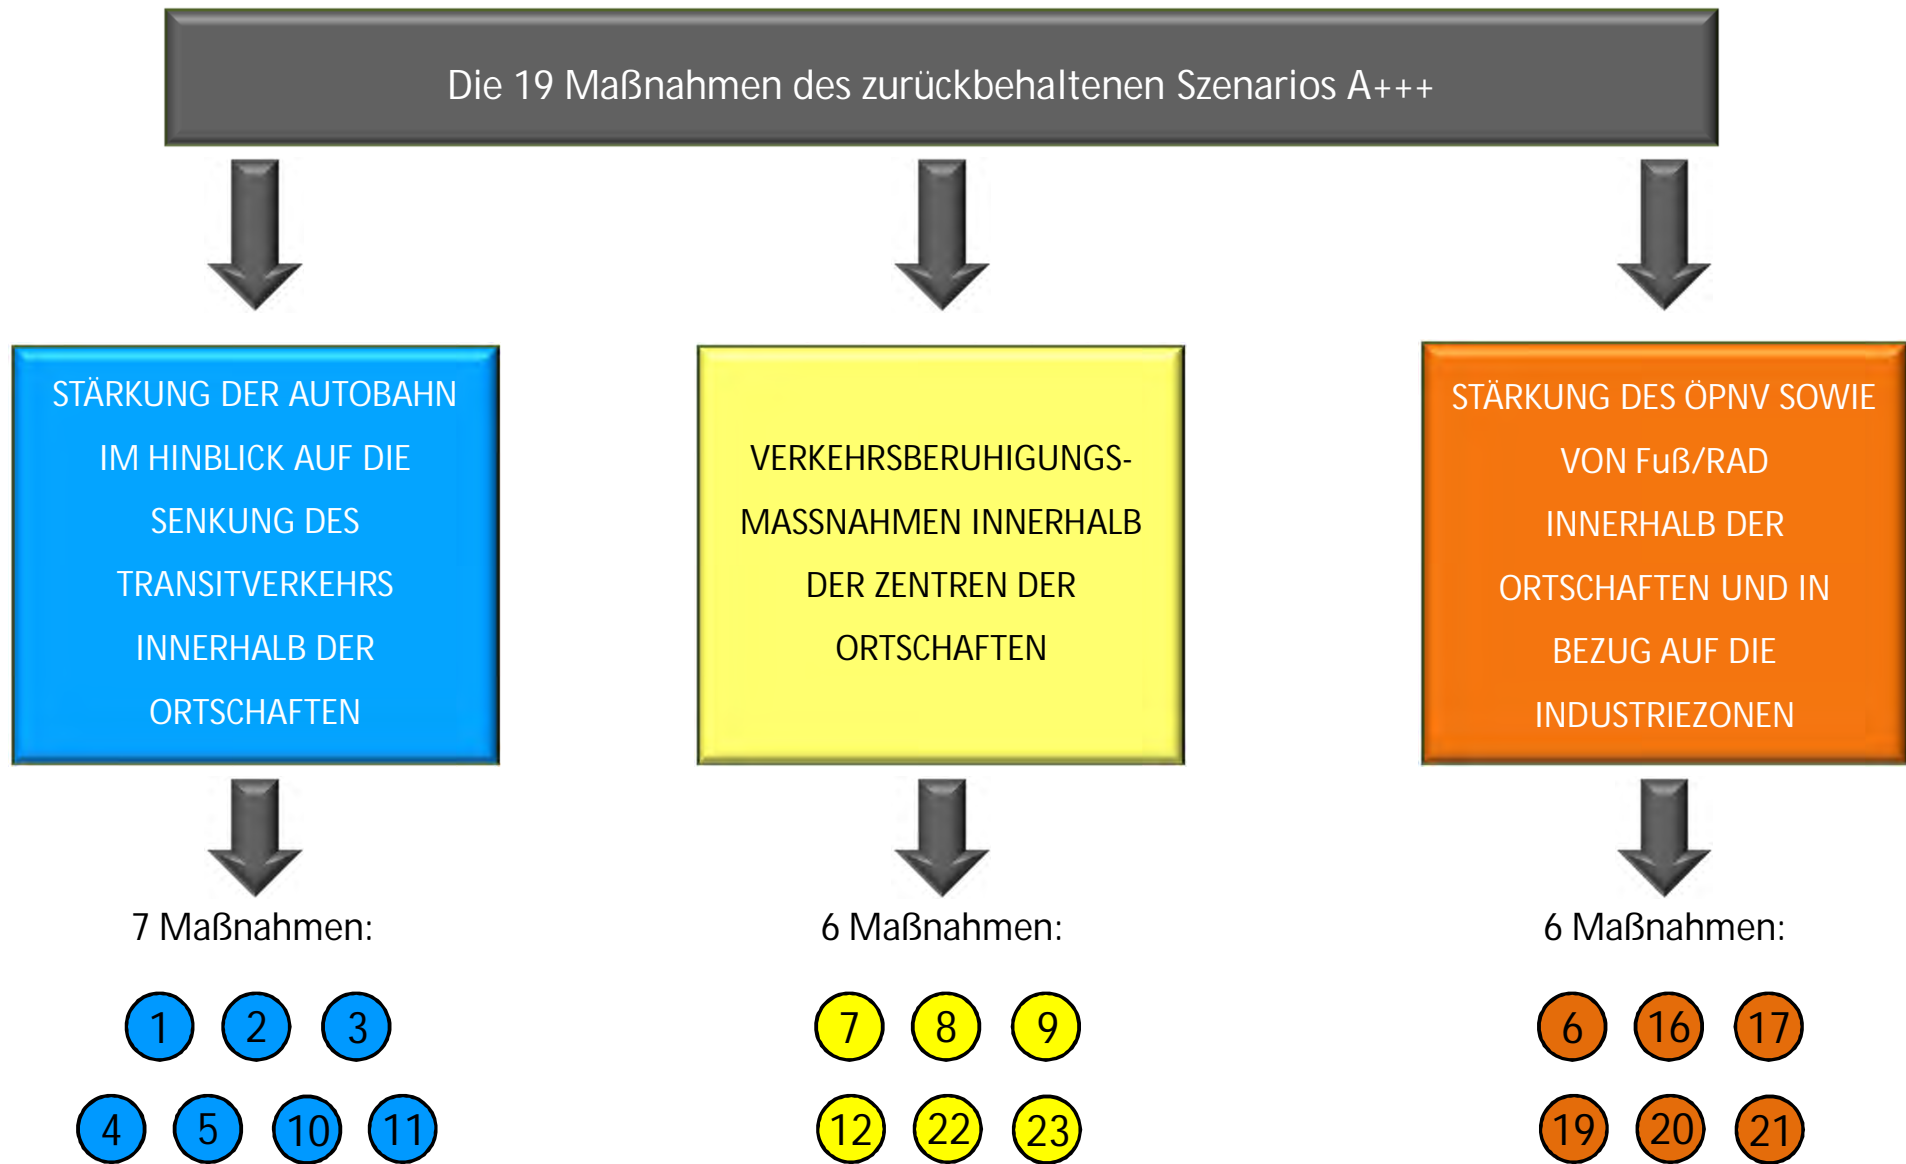 Die 19 Maßnahmen des zurückbehaltenen Szenarios A+++
STÄRKUNG DER AUTOBAHN
IM HINBLICK AUF DIE
SENKUNG DES
TRANSITVERKEHRS
INNERHALB DER
ORTSCHAFTEN
VERKEHRSBERUHIGUNGS-
MASSNAHMEN INNERHALB
DER ZENTREN DER
ORTSCHAFTEN
STÄRKUNG DES ÖPNV SOWIE
VON Fuß/RAD
INNERHALB DER
ORTSCHAFTEN UND IN
BEZUG AUF DIE
INDUSTRIEZONEN
7 Maßnahmen:
1 2 3
4 5 10 11
6 Maßnahmen:
7 8 9
12 22 23
6 Maßnahmen:
6 16 17
19 20 21